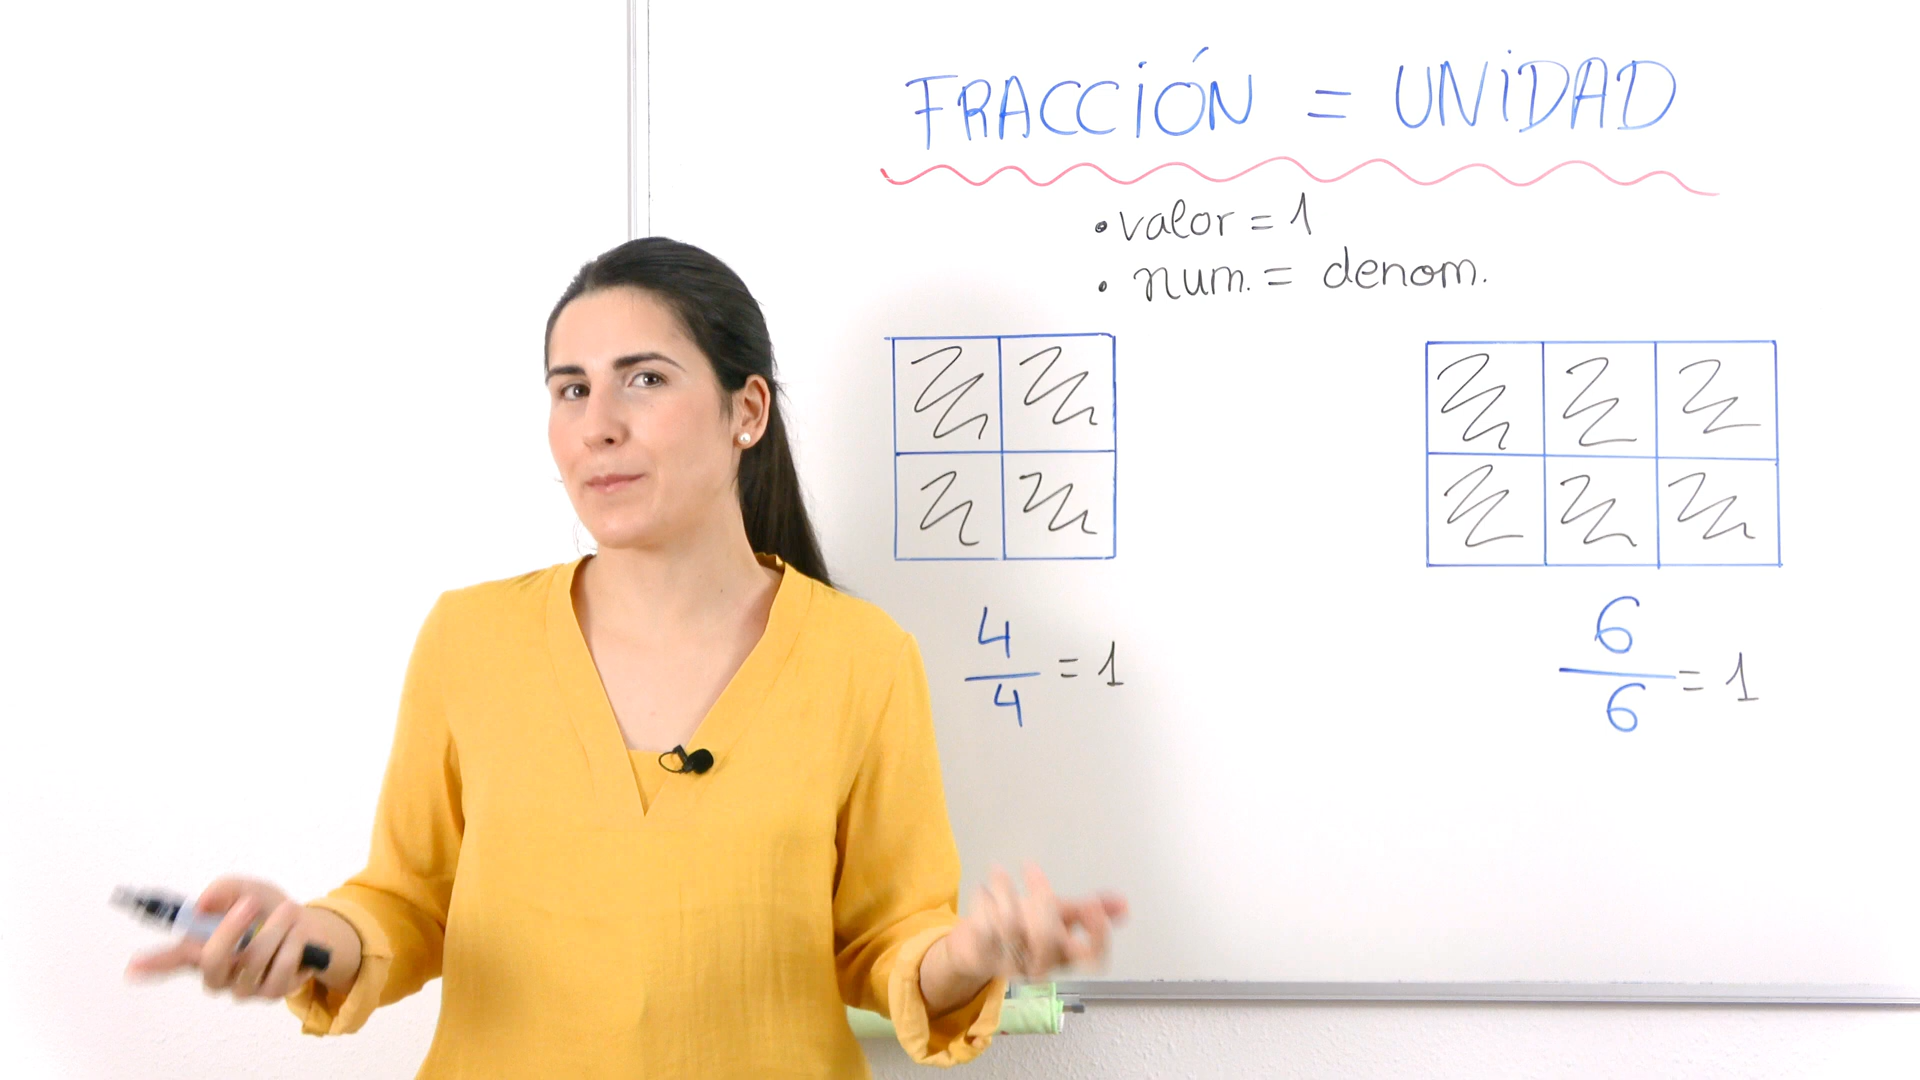 FRACCIÓN = UNIDAD
• valor = 1
• num. = denom.
4/4 = 1
6/6 = 1